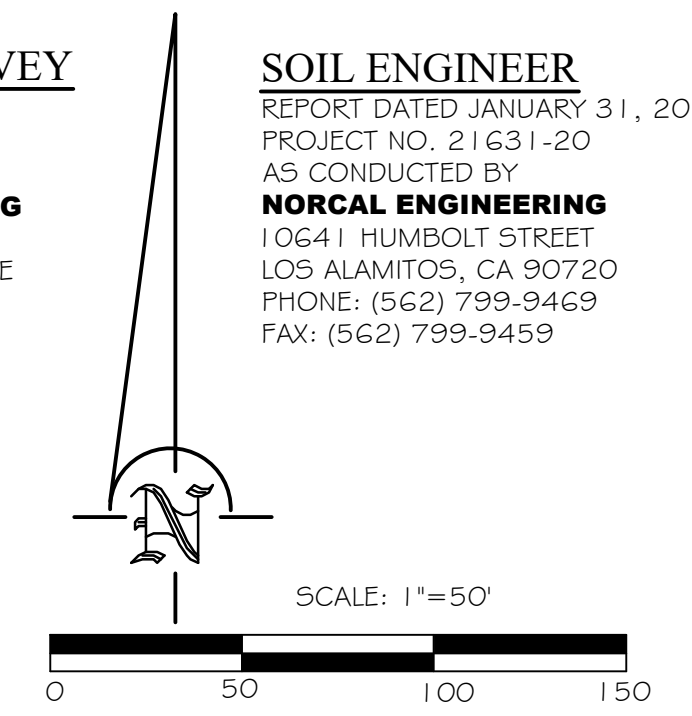 VEY
G
E
SOIL ENGINEER
REPORT DATED JANUARY 31, 20
PROJECT NO. 21631-20
AS CONDUCTED BY
NORCAL ENGINEERING
10641 HUMBOLT STREET
LOS ALAMITOS, CA 90720
PHONE: (562) 799-9469
FAX: (562) 799-9459
N
SCALE: 1"=50'
0 50 100 150